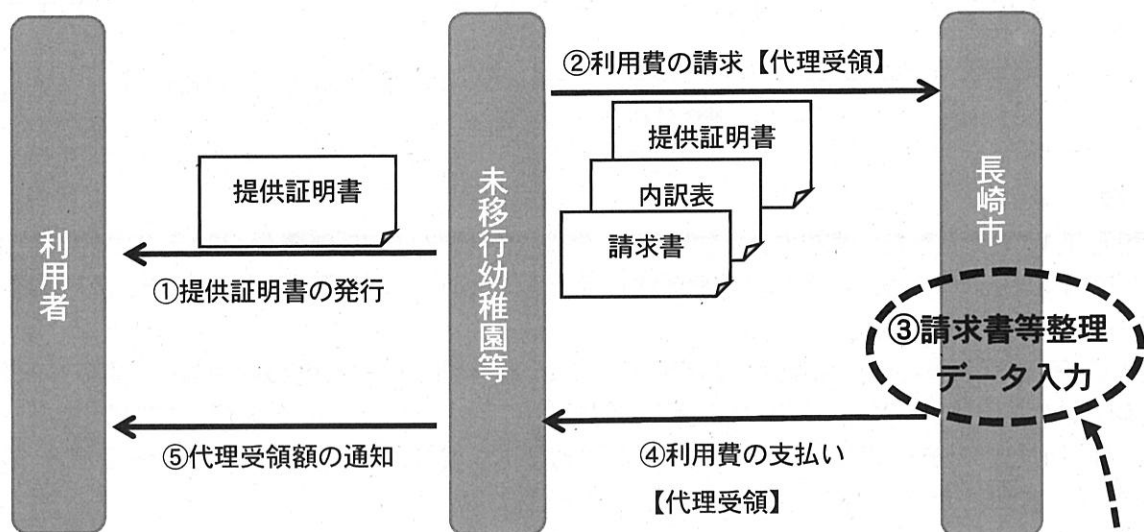 ②利用費の請求【代理受領】
提供証明書
内訳表
請求書
提供証明書
①提供証明書の発行
利用者
未移行幼稚園等
長崎市
③請求書等整理
データ入力
⑤代理受領額の通知
④利用費の支払い
【代理受領】